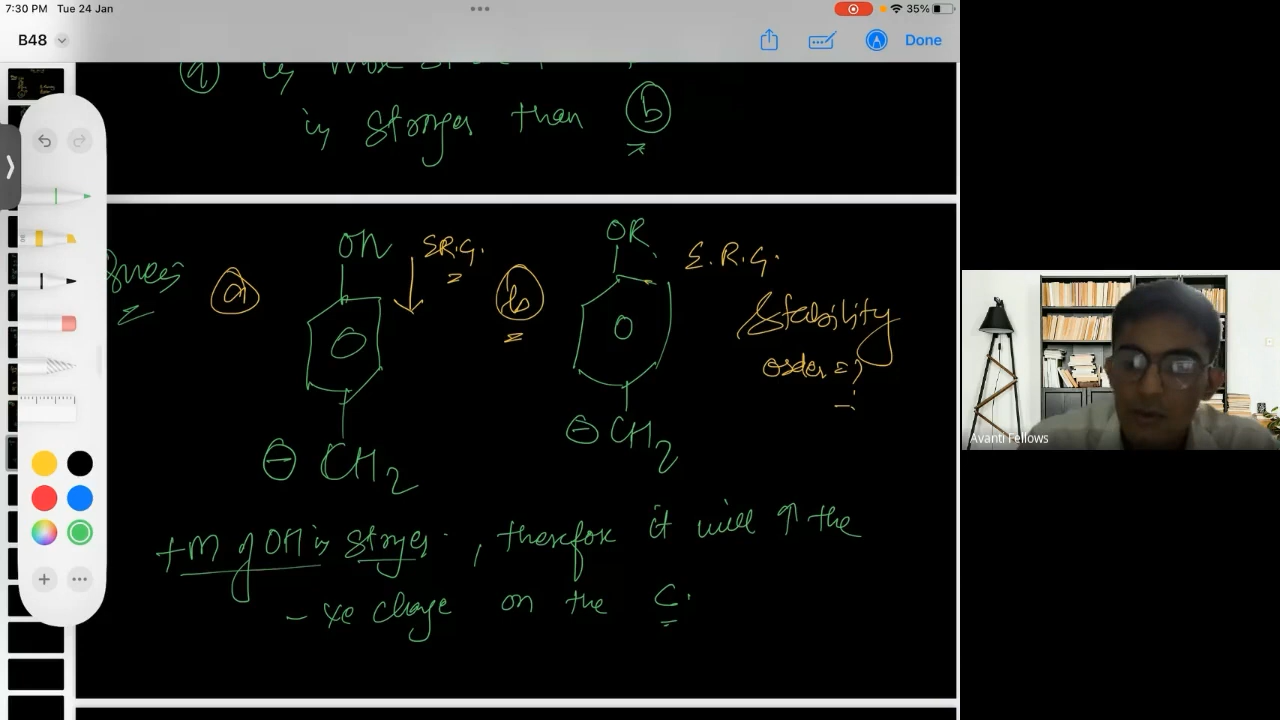 7:30 PM Tue 24 Jan
35%
B48
Done
a is
is stronger than b
Ques
a
OH
E.R.G.
⊖ CH2
b
OR
E.R.G.
⊖ CH2
Stability
order = ?
+M of OH is stronger, therefore it will ↑ the
-ve charge on the C.
Avanti Fellows